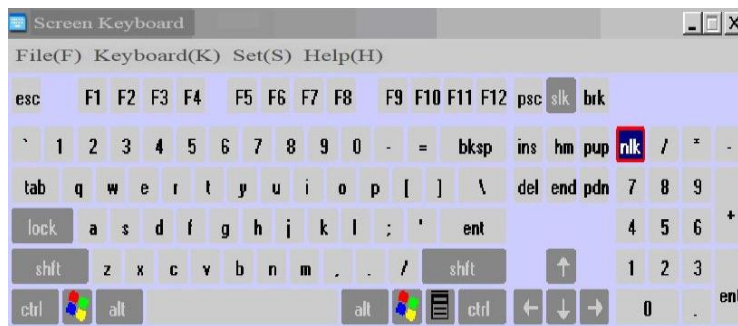 Screen Keyboard
File(F) Keyboard(K) Set(S) Help(H)
esc F1 F2 F3 F4 F5 F6 F7 F8 F9 F10 F11 F12 psc slk brk
` 1 2 3 4 5 6 7 8 9 0 - = bksp ins hm pup nlk / * -
tab q w e r t y u i o p [ ] \ del end pdn 7 8 9
lock a s d f g h j k l ; ' ent 4 5 6 +
shft z x c v b n m , . / shft ↑ 1 2 3
ctrl alt alt ctrl ← ↓ → 0 . ent